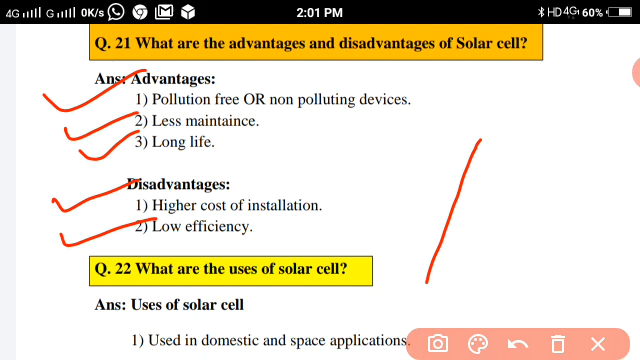 4G G 0K/s 2:01 PM HD 4G 60%
Q. 21 What are the advantages and disadvantages of Solar cell?
Ans: Advantages:
1) Pollution free OR non polluting devices.
2) Less maintaince.
3) Long life.
Disadvantages:
1) Higher cost of installation.
2) Low efficiency.
Q. 22 What are the uses of solar cell?
Ans: Uses of solar cell
1) Used in domestic and space applications.